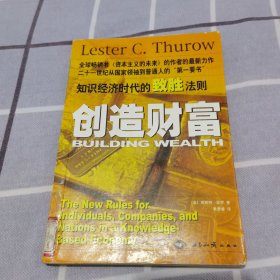 Lester C. Thurow
全球畅销书《资本主义的未来》的作者的最新力作
二十一世纪从国家领袖到普通人的“第一要书”
知识经济时代的致胜法则
创造财富
BUILDING WEALTH
The New Rules for
Individuals, Companies, and
Nations in a Knowledge-
Based Economy